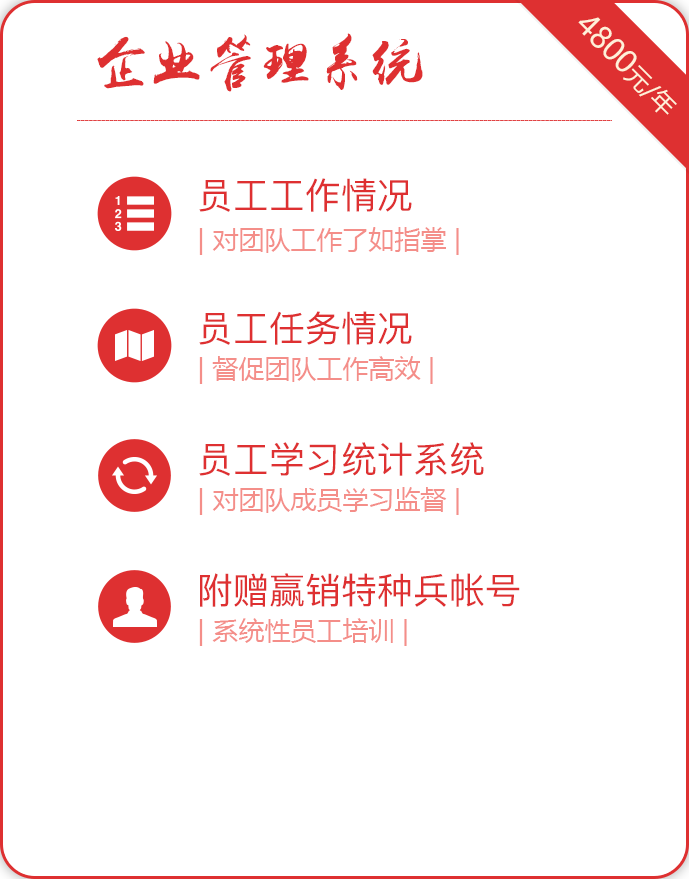 企业管理系统
4800元/年
1
2
3
员工工作情况
| 对团队工作了如指掌 |
员工任务情况
| 督促团队工作高效 |
员工学习统计系统
| 对团队成员学习监督 |
附赠赢销特种兵帐号
| 系统性员工培训 |